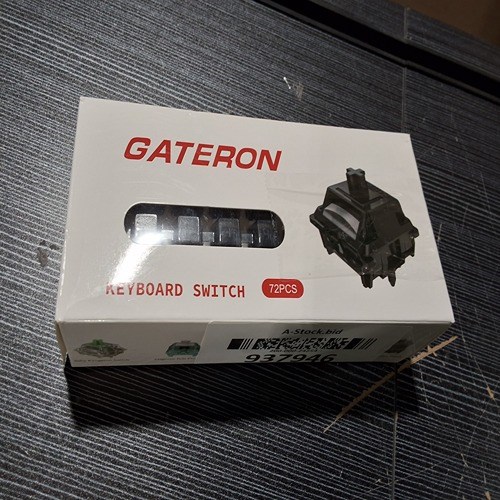 GATERON
KEYBOARD SWITCH
72PCS
A-Stock.bid
937946